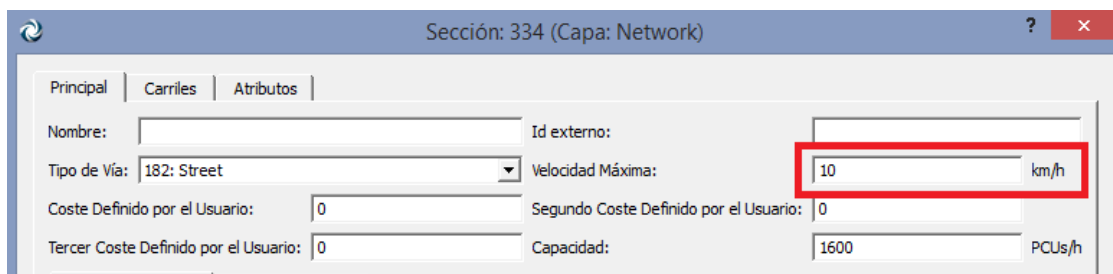 Sección: 334 (Capa: Network) ? ×
Principal Carriles Atributos
Nombre: Id externo:
Tipo de Vía: 182: Street Velocidad Máxima: 10 km/h
Coste Definido por el Usuario: 0 Segundo Coste Definido por el Usuario: 0
Tercer Coste Definido por el Usuario: 0 Capacidad: 1600 PCUs/h